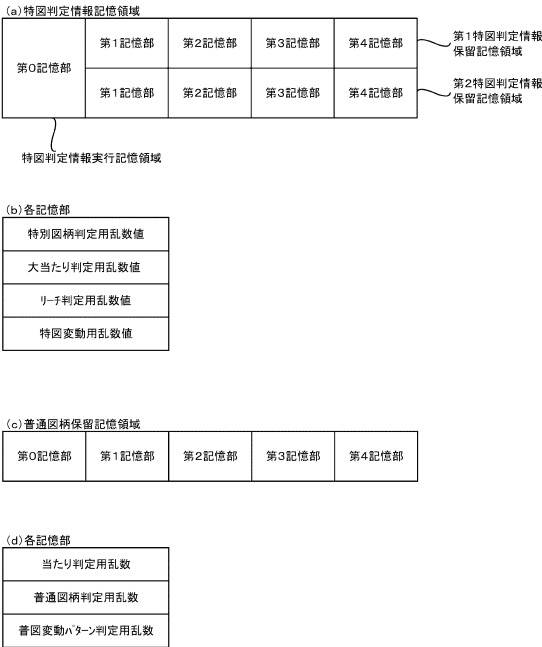 (a)特図判定情報記憶領域
第0記憶部
第1記憶部
第2記憶部
第3記憶部
第4記憶部
第1特図判定情報
保留記憶領域
第1記憶部
第2記憶部
第3記憶部
第4記憶部
第2特図判定情報
保留記憶領域
特図判定情報実行記憶領域
(b)各記憶部
特別図柄判定用乱数値
大当たり判定用乱数値
ﾘｰﾁ判定用乱数値
特図変動用乱数値
(c)普通図柄保留記憶領域
第0記憶部
第1記憶部
第2記憶部
第3記憶部
第4記憶部
(d)各記憶部
当たり判定用乱数
普通図柄判定用乱数
普図変動ﾊﾟﾀｰﾝ判定用乱数